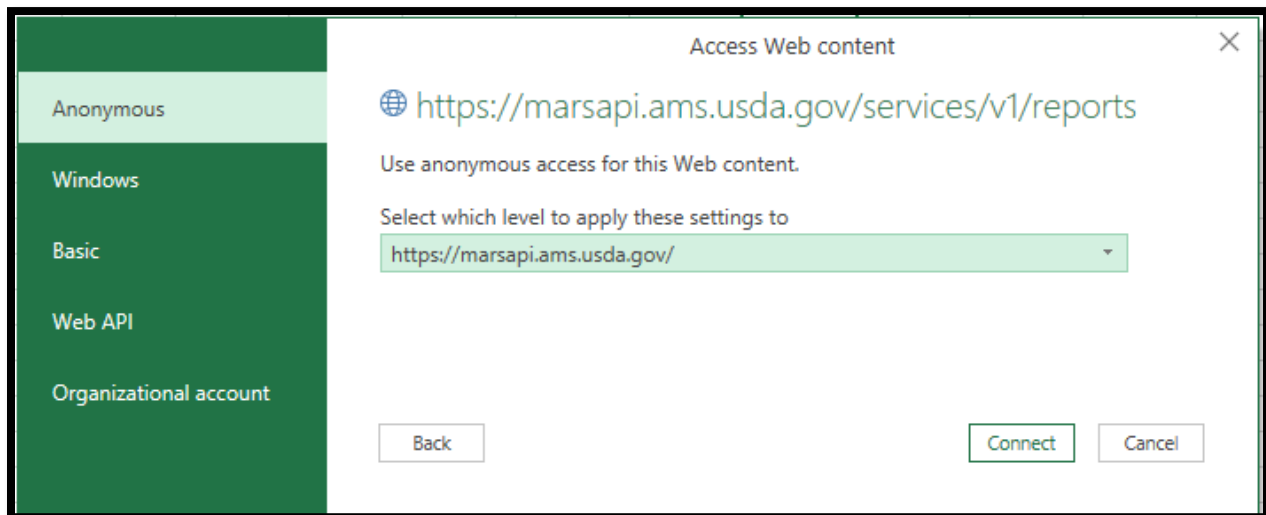 Access Web content
Anonymous
Windows
Basic
Web API
Organizational account
https://marsapi.ams.usda.gov/services/v1/reports
Use anonymous access for this Web content.
Select which level to apply these settings to
https://marsapi.ams.usda.gov/
Back
Connect
Cancel